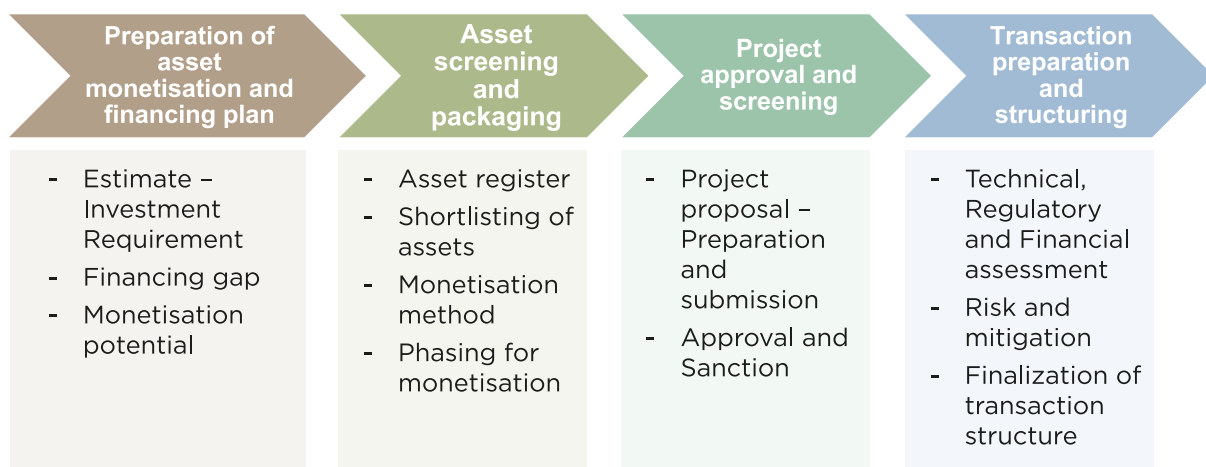 Preparation of
asset
monetisation and
financing plan
Asset
screening
and
packaging
Project
approval and
screening
Transaction
preparation
and
structuring
- Estimate –
Investment
Requirement
- Financing gap
- Monetisation
potential
- Asset register
- Shortlisting of
assets
- Monetisation
method
- Phasing for
monetisation
- Project
proposal –
Preparation
and
submission
- Approval and
Sanction
- Technical,
Regulatory
and Financial
assessment
- Risk and
mitigation
- Finalization of
transaction
structure